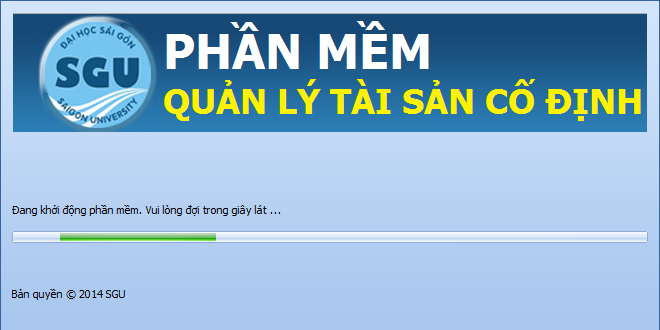 ĐẠI HỌC SÀI GÒN
SGU
SAIGON UNIVERSITY
PHẦN MỀM
QUẢN LÝ TÀI SẢN CỐ ĐỊNH
Đang khởi động phần mềm. Vui lòng đợi trong giây lát ...
Bản quyền © 2014 SGU